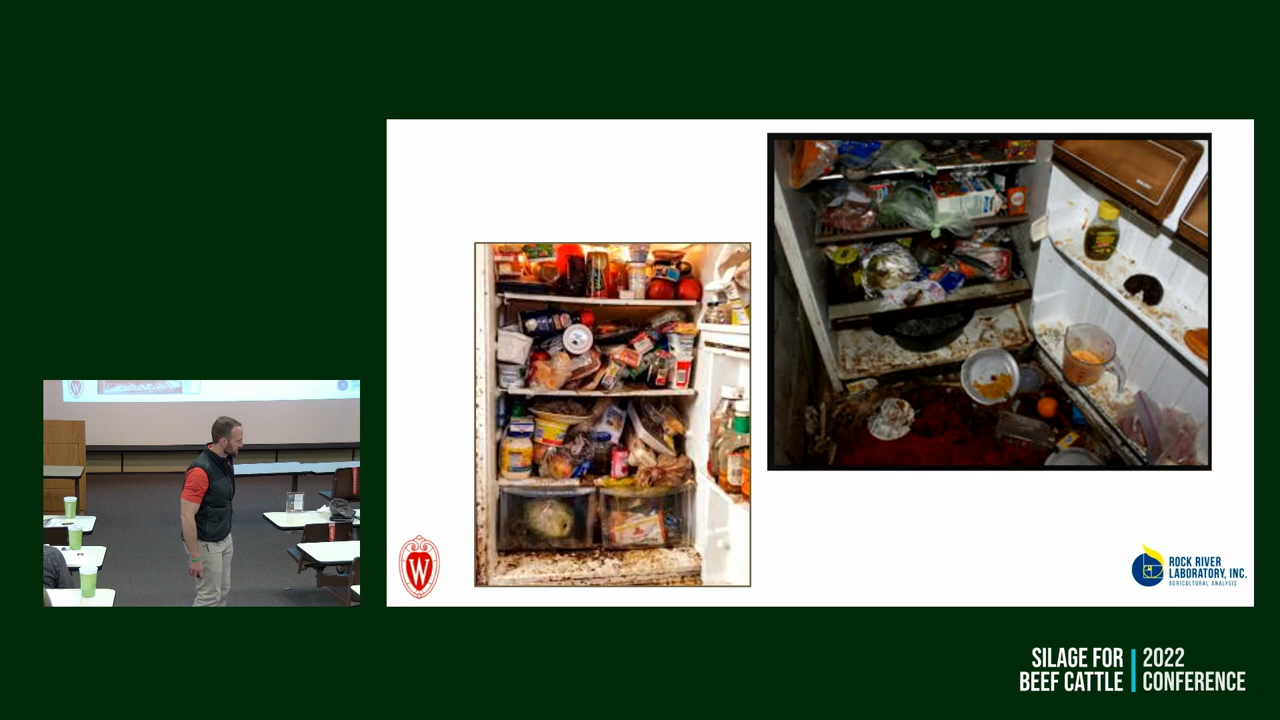 W
ROCK RIVER
LABORATORY, INC.
AGRICULTURAL ANALYSIS
SILAGE FOR
BEEF CATTLE
2022
CONFERENCE